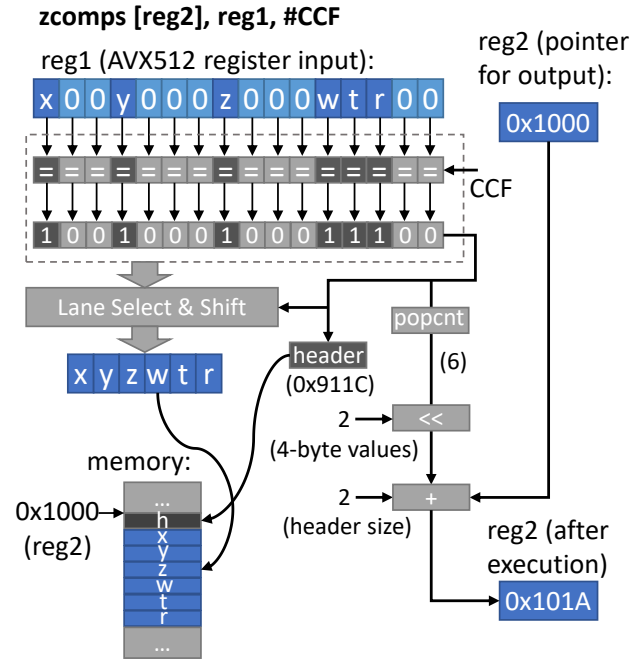 zcomps [reg2], reg1, #CCF
reg1 (AVX512 register input):
reg2 (pointer
for output):
x 0 0 y 0 0 0 z 0 0 0 w t r 0 0
0x1000
= = = = = = = = = = = = = = = =
CCF
1 0 0 1 0 0 0 1 0 0 0 1 1 1 0 0
Lane Select & Shift
popcnt
header
(0x911C)
(6)
x y z w t r
2
<<
(4-byte values)
memory:
2
+
(header size)
...
0x1000
(reg2)
h
x
y
z
w
t
r
...
reg2 (after
execution)
0x101A